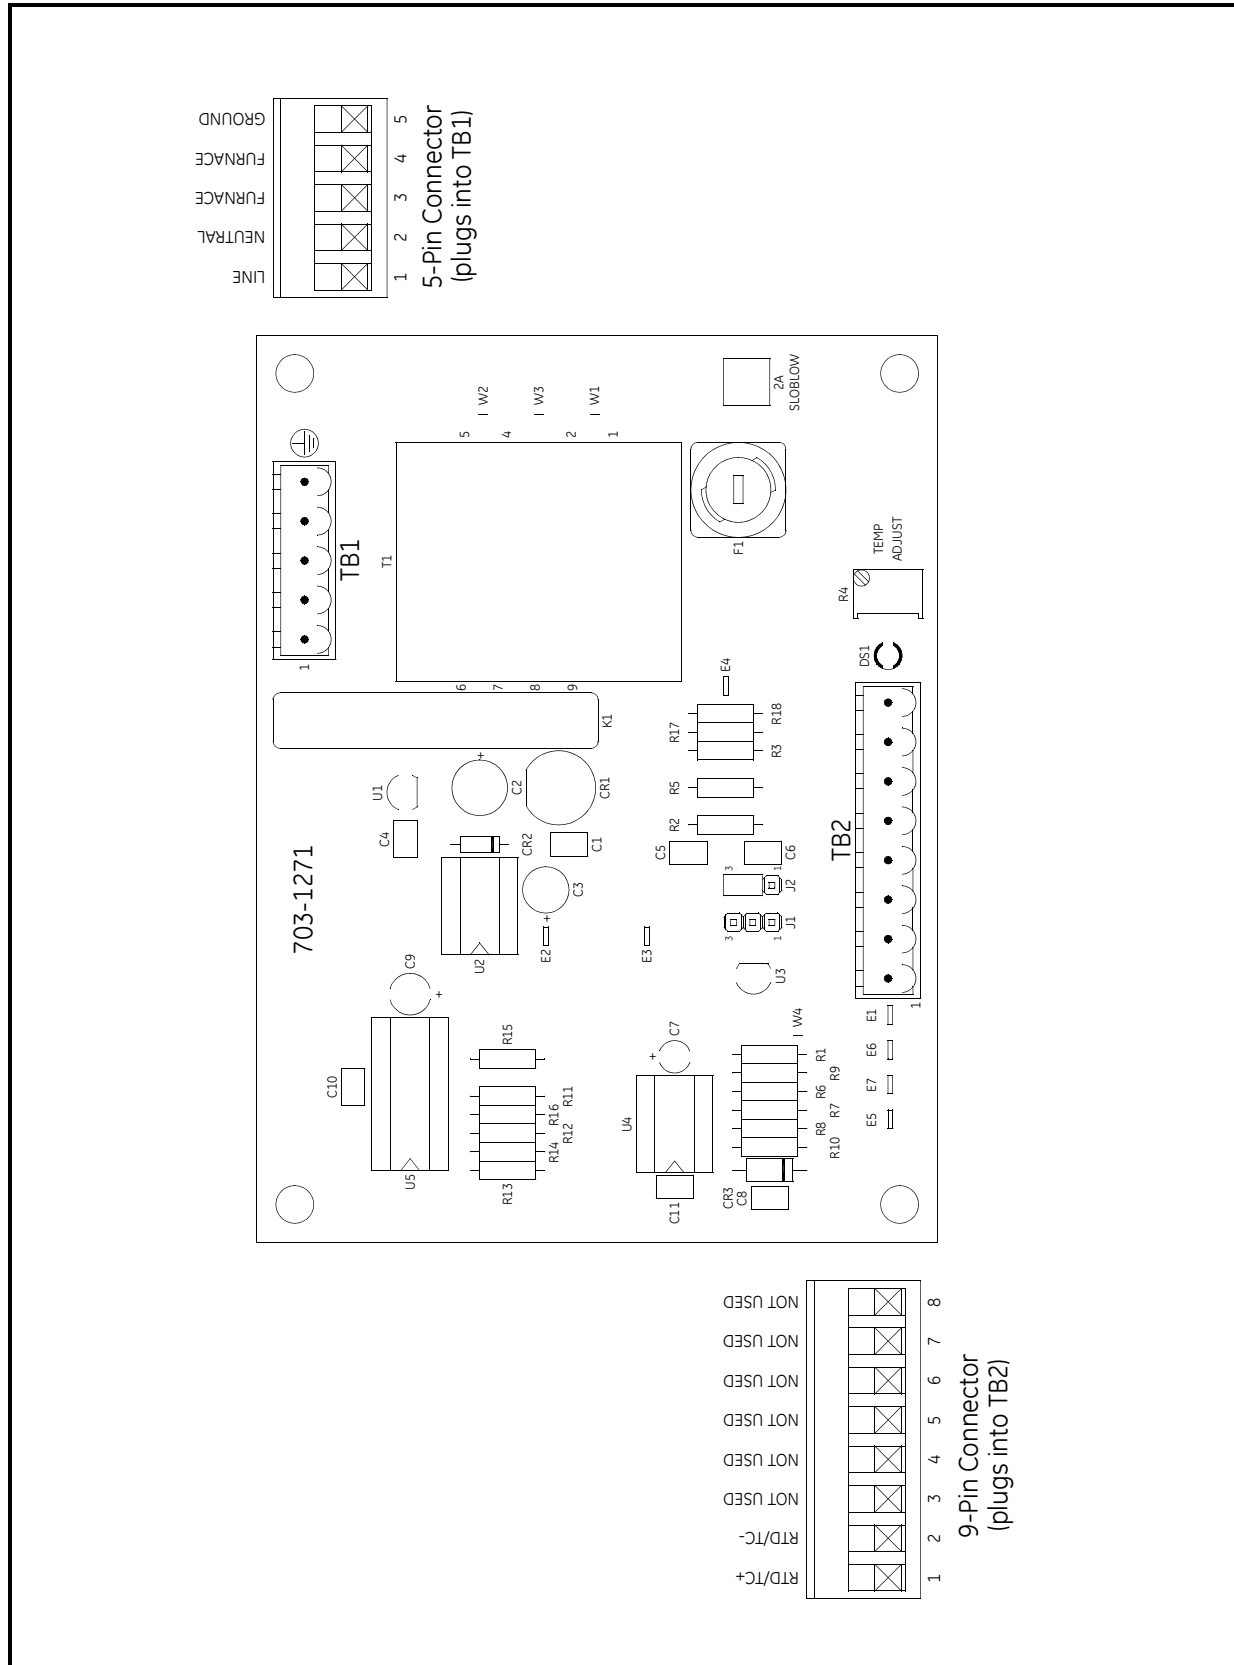 GROUND
FURNACE
FURNACE
NEUTRAL
LINE
5
4
3
2
1
5-Pin Connector
(plugs into TB1)
703-1271
TB1
1
T1
5
4
2
1
W2
W3
W1
2A
SLOBLOW
F1
TEMP
ADJUST
R4
DS1
6
7
8
9
K1
E4
R17
R18
R3
R5
R2
U1
C4
C2
+
CR1
CR2
C1
C3
+
U2
E2
E3
C5
C6
3
1
J2
3
1
J1
U3
TB2
1
C9
+
C10
U5
R15
R11
R16
R12
R14
R13
C7
+
U4
C11
W4
R1
R9
R6
R7
R8
R10
CR3
C8
E1
E6
E7
E5
NOT USED
NOT USED
NOT USED
NOT USED
NOT USED
NOT USED
RTD/TC-
RTD/TC+
8
7
6
5
4
3
2
1
9-Pin Connector
(plugs into TB2)